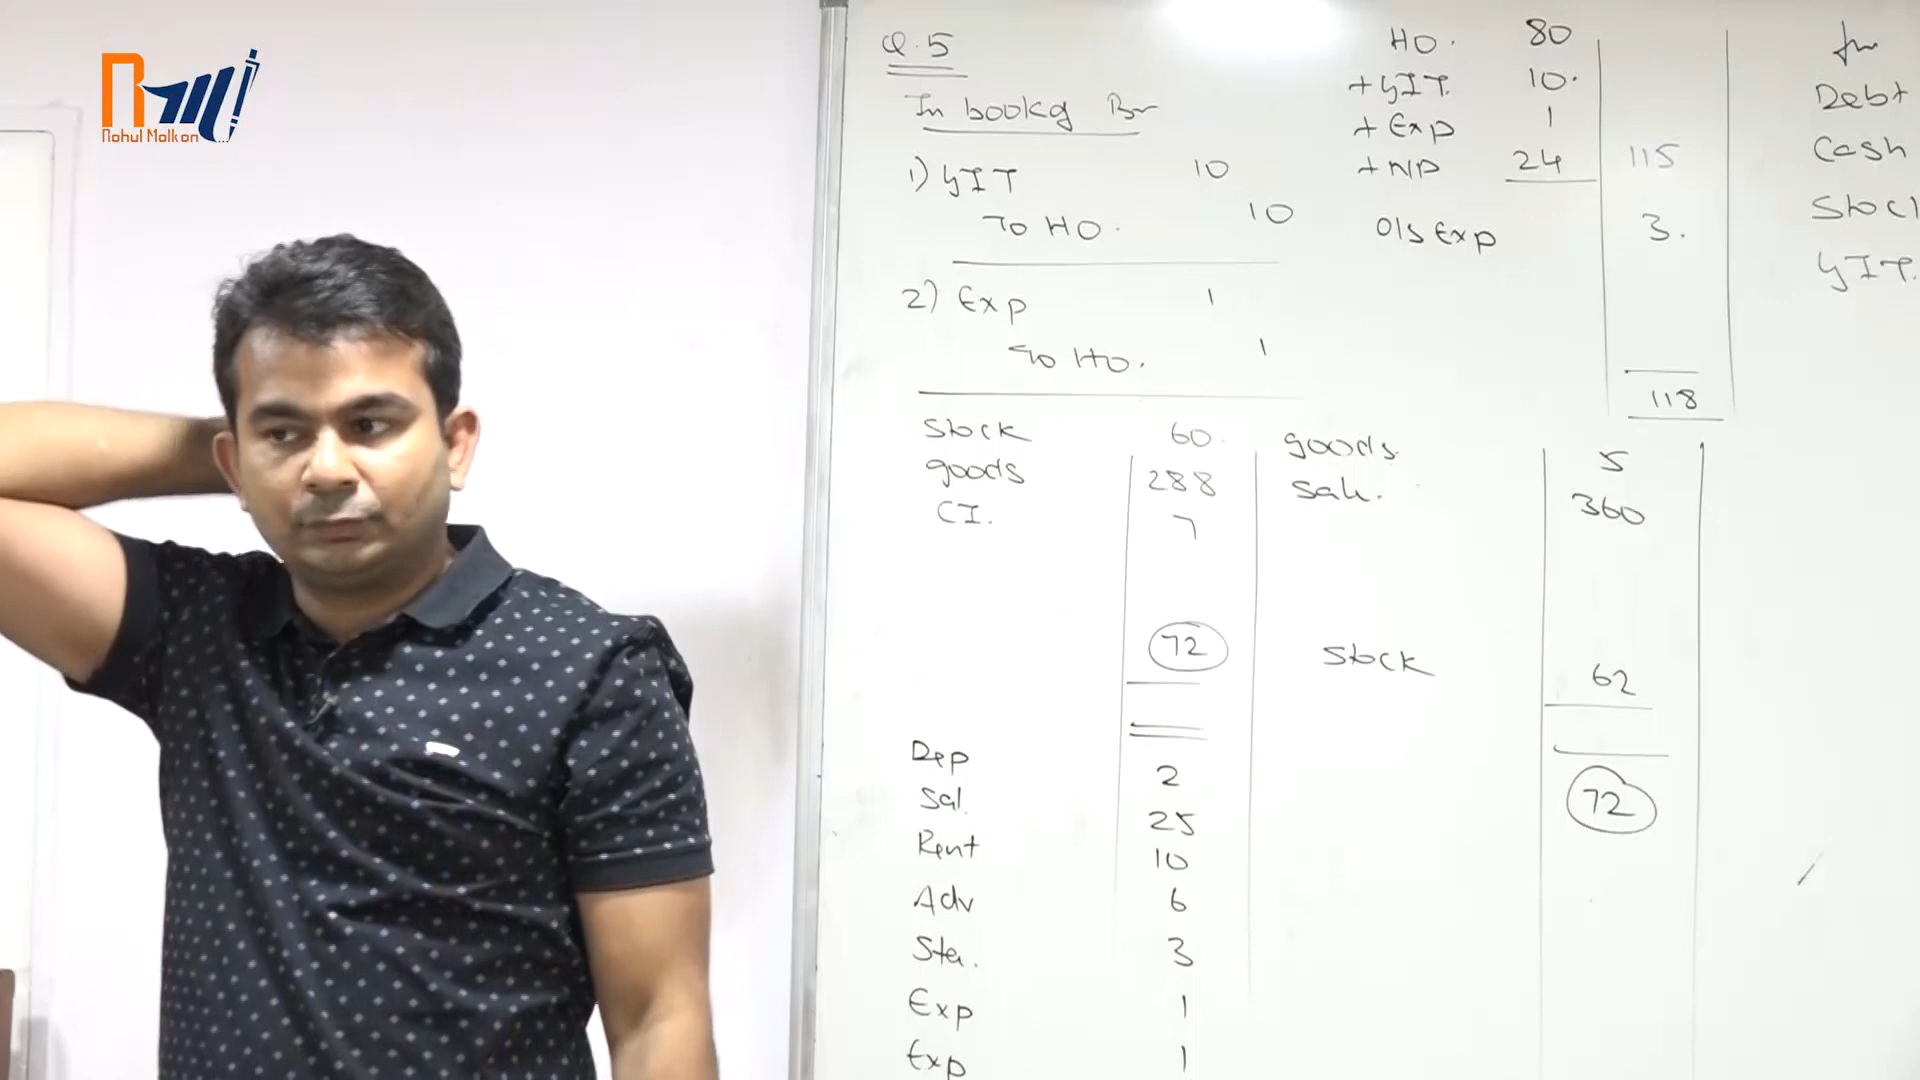 Rahul Malkan
Q.5
In books of Br
1) GIT 10
To HO. 10
2) Exp 1
To HO. 1
HO. 80
+ GIT. 10.
+ Exp 1
+ NP 24 115
O/s Exp 3.
118
Fur
Debt
Cash
Stock
GIT.
Stock 60. goods. 5
goods 288 sale. 360
CI. 7
72 Stock 62
72
Dep 2
Sal. 25
Rent 10
Adv 6
Sta. 3
Exp 1
Exp 1